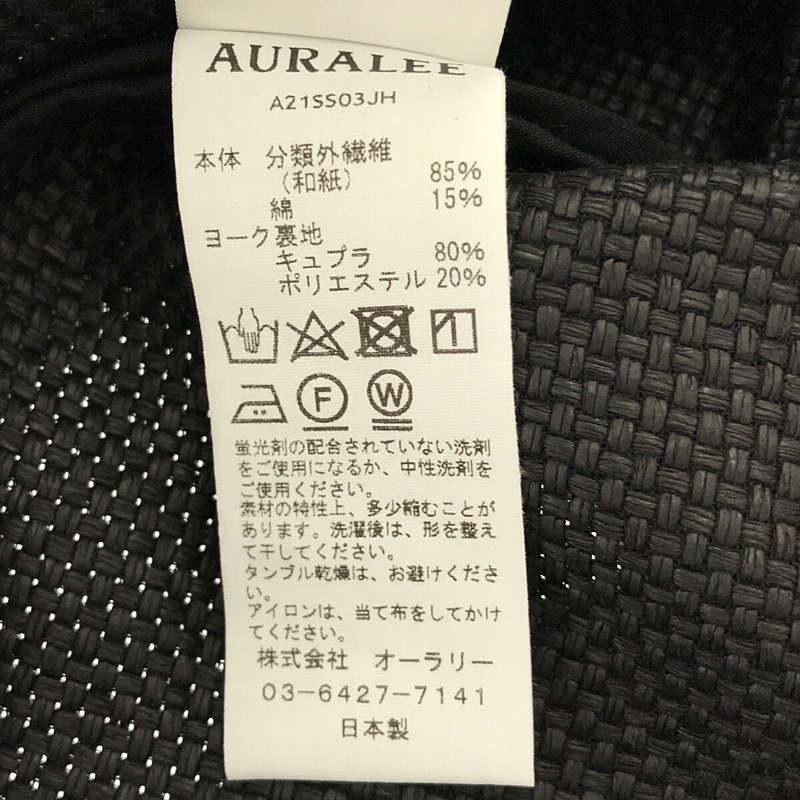 AURALEE
A21SS03JH
本体 分類外繊維
(和紙) 85%
綿 15%
ヨーク裏地
キュプラ 80%
ポリエステル 20%
1
F W
蛍光剤の配合されていない洗剤
をご使用になるか、中性洗剤を
ご使用ください。
素材の特性上、多少縮むことが
あります。洗濯後は、形を整え
て干してください。
タンブル乾燥は、お避けくださ
い。
アイロンは、当て布をしてかけ
てください。
株式会社 オーラリー
03-6427-7141
日本製